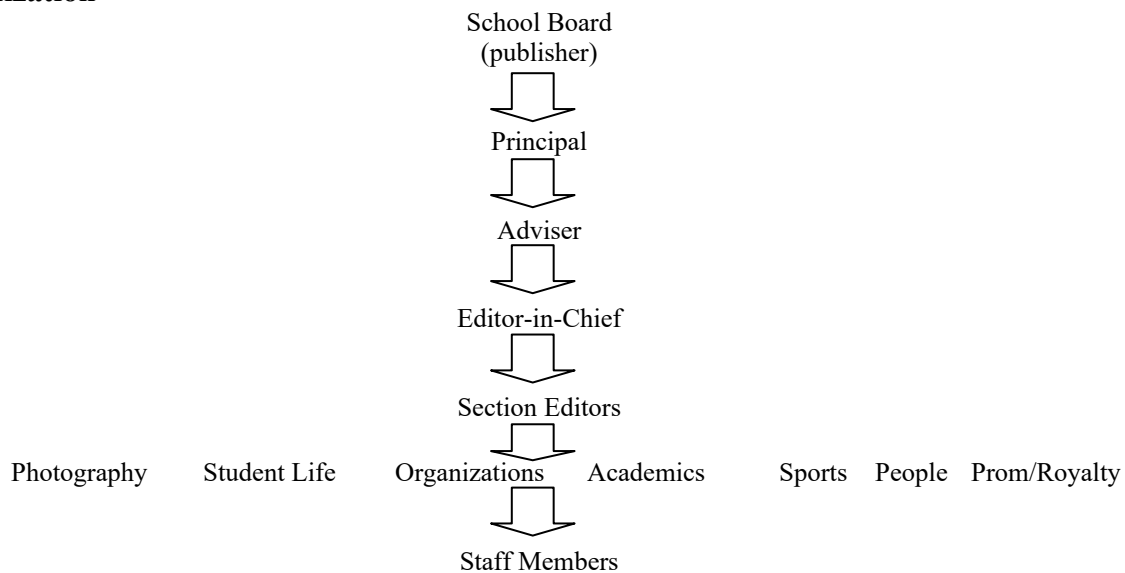 School Board
(publisher)
Principal
Adviser
Editor-in-Chief
Section Editors
Photography Student Life Organizations Academics Sports People Prom/Royalty
Staff Members